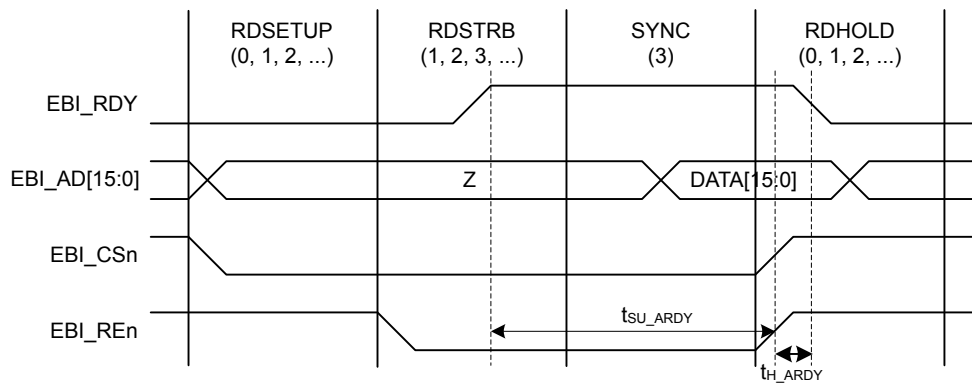 RDSETUP
(0, 1, 2, ...)
RDSTRB
(1, 2, 3, ...)
SYNC
(3)
RDHOLD
(0, 1, 2, ...)
EBI_RDY
EBI_AD[15:0]
Z
DATA[15:0]
EBI_CSn
EBI_REn
tSU_ARDY
tH_ARDY